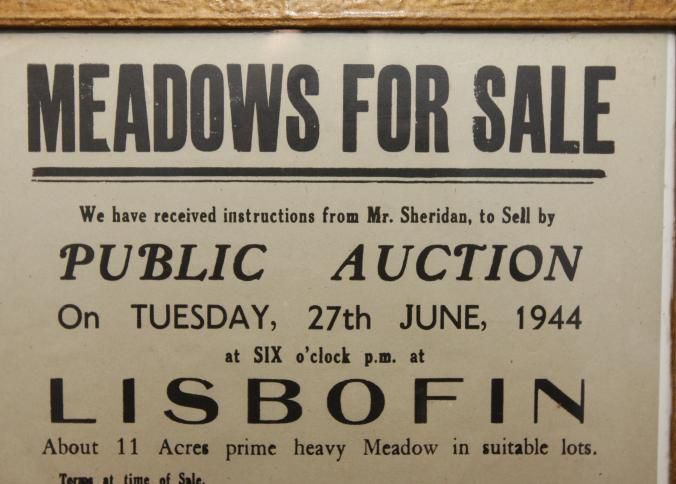 MEADOWS FOR SALE
We have received instructions from Mr. Sheridan, to Sell by
PUBLIC AUCTION
On TUESDAY, 27th JUNE, 1944
at SIX o'clock p.m. at
LISBOFIN
About 11 Acres prime heavy Meadow in suitable lots.
Terms at time of Sale.